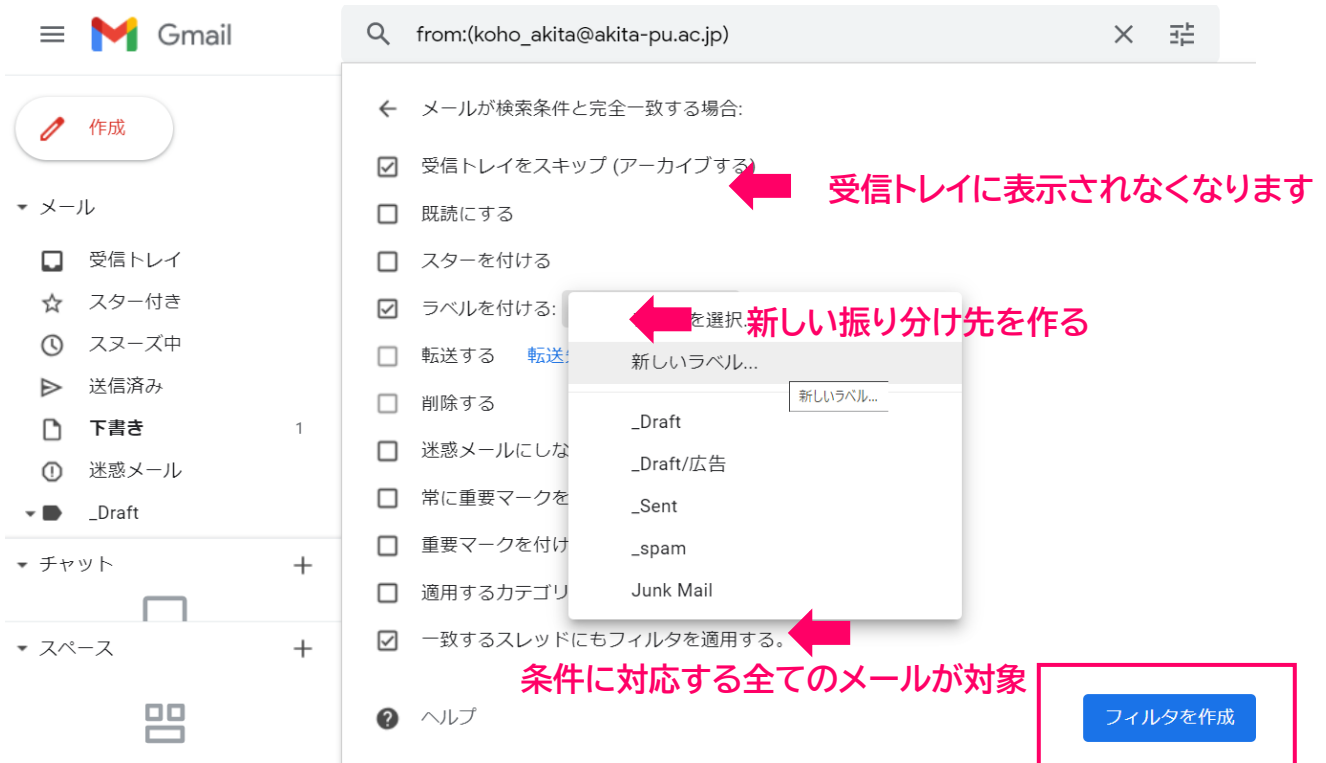 Gmail
from:(koho_akita@akita-pu.ac.jp)
作成
メール
受信トレイ
スター付き
スヌーズ中
送信済み
下書き 1
迷惑メール
_Draft
チャット
スペース
メールが検索条件と完全一致する場合:
受信トレイをスキップ (アーカイブする)
受信トレイに表示されなくなります
既読にする
スターを付ける
ラベルを付ける:
を選択
新しい振り分け先を作る
転送する 転送
新しいラベル...
新しいラベル...
削除する
_Draft
迷惑メールにしな
_Draft/広告
常に重要マークを
_Sent
重要マークを付け
_spam
適用するカテゴリ
Junk Mail
一致するスレッドにもフィルタを適用する。
条件に対応する全てのメールが対象
ヘルプ
フィルタを作成